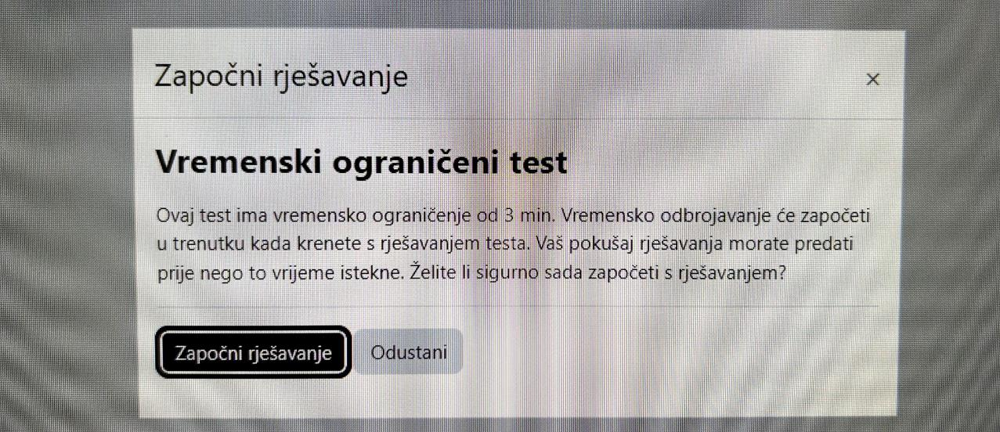 Započni rješavanje
×
Vremenski ograničeni test
Ovaj test ima vremensko ograničenje od 3 min. Vremensko odbrojavanje će započeti
u trenutku kada krenete s rješavanjem testa. Vaš pokušaj rješavanja morate predati
prije nego to vrijeme istekne. Želite li sigurno sada započeti s rješavanjem?
Započni rješavanje Odustani